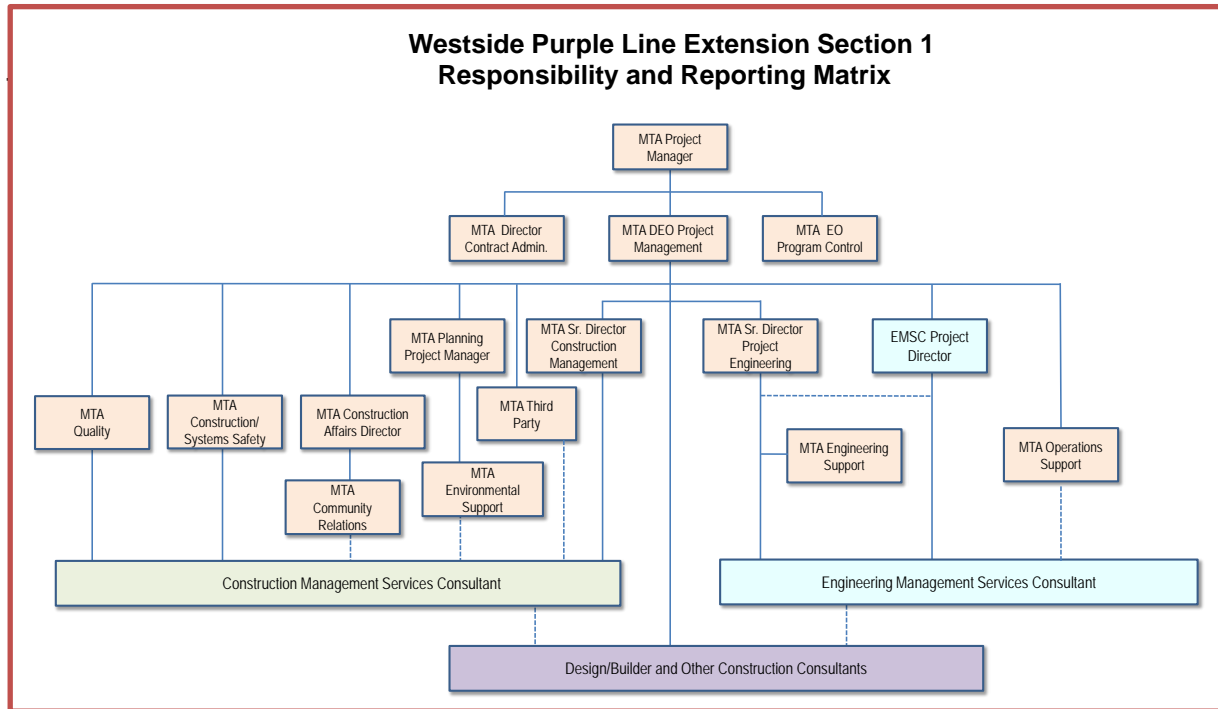 Westside Purple Line Extension Section 1
Responsibility and Reporting Matrix
MTA Project
Manager
MTA Director
Contract Admin.
MTA DEO Project
Management
MTA EO
Program Control
MTA Planning
Project Manager
MTA Sr. Director
Construction
Management
MTA Sr. Director
Project
Engineering
EMSC Project
Director
MTA
Quality
MTA
Construction/
Systems Safety
MTA Construction
Affairs Director
MTA Third
Party
MTA Engineering
Support
MTA Operations
Support
MTA
Community
Relations
MTA
Environmental
Support
Construction Management Services Consultant
Engineering Management Services Consultant
Design/Builder and Other Construction Consultants